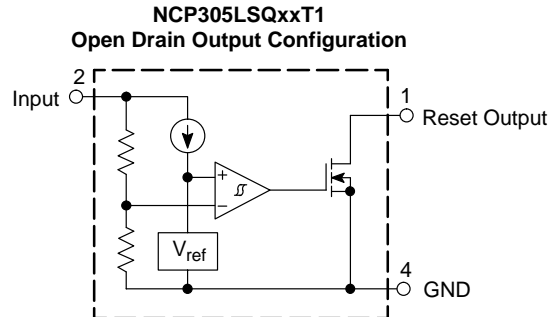 NCP305LSQxxT1
Open Drain Output Configuration
2
Input
1
Reset Output
+
−
Vref
4
GND